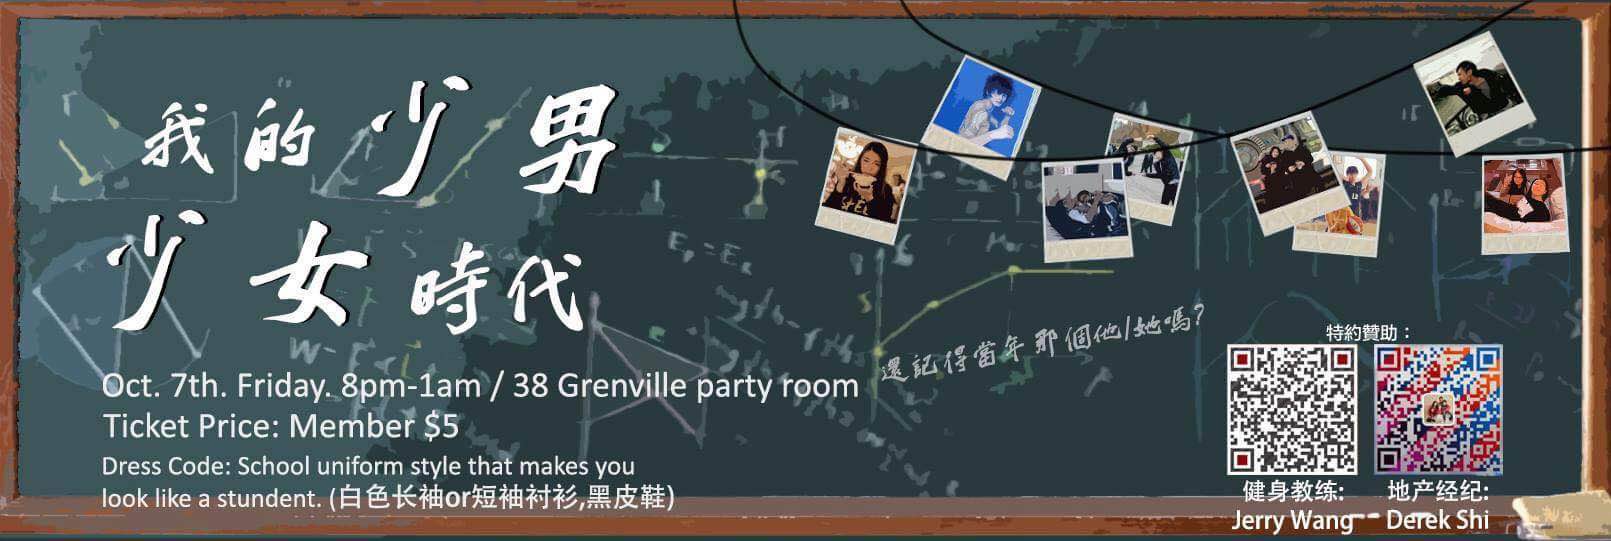 我的少男
少女時代
Oct. 7th. Friday. 8pm-1am / 38 Grenville party room
Ticket Price: Member $5
Dress Code: School uniform style that makes you
look like a stundent. (白色长袖or短袖衬衫,黑皮鞋)
還記得當年那個他/她嗎?
特約贊助：
健身教练:
Jerry Wang
地产经纪:
Derek Shi